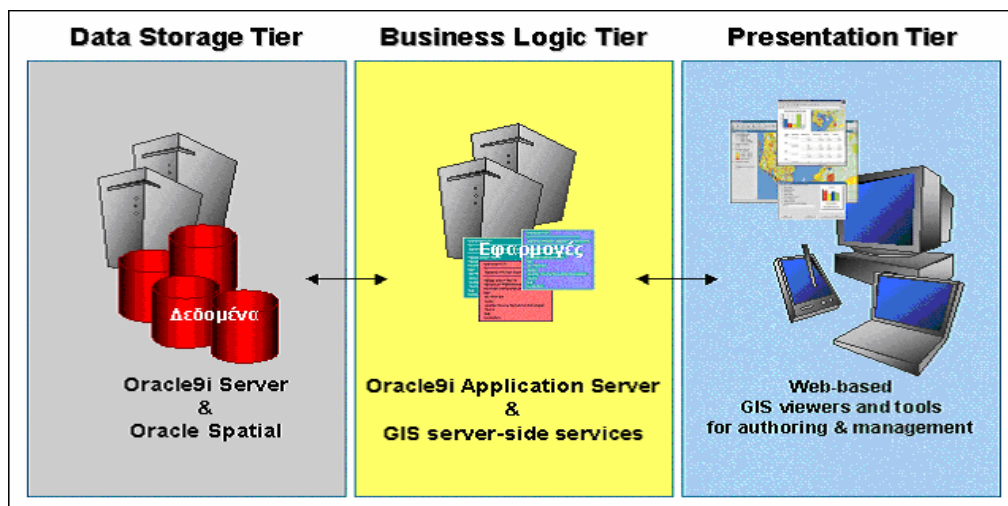 Data Storage Tier
Business Logic Tier
Presentation Tier
Δεδομένα
Oracle9i Server
&
Oracle Spatial
Εφαρμογές
Oracle9i Application Server
&
GIS server-side services
Web-based
GIS viewers and tools
for authoring & management